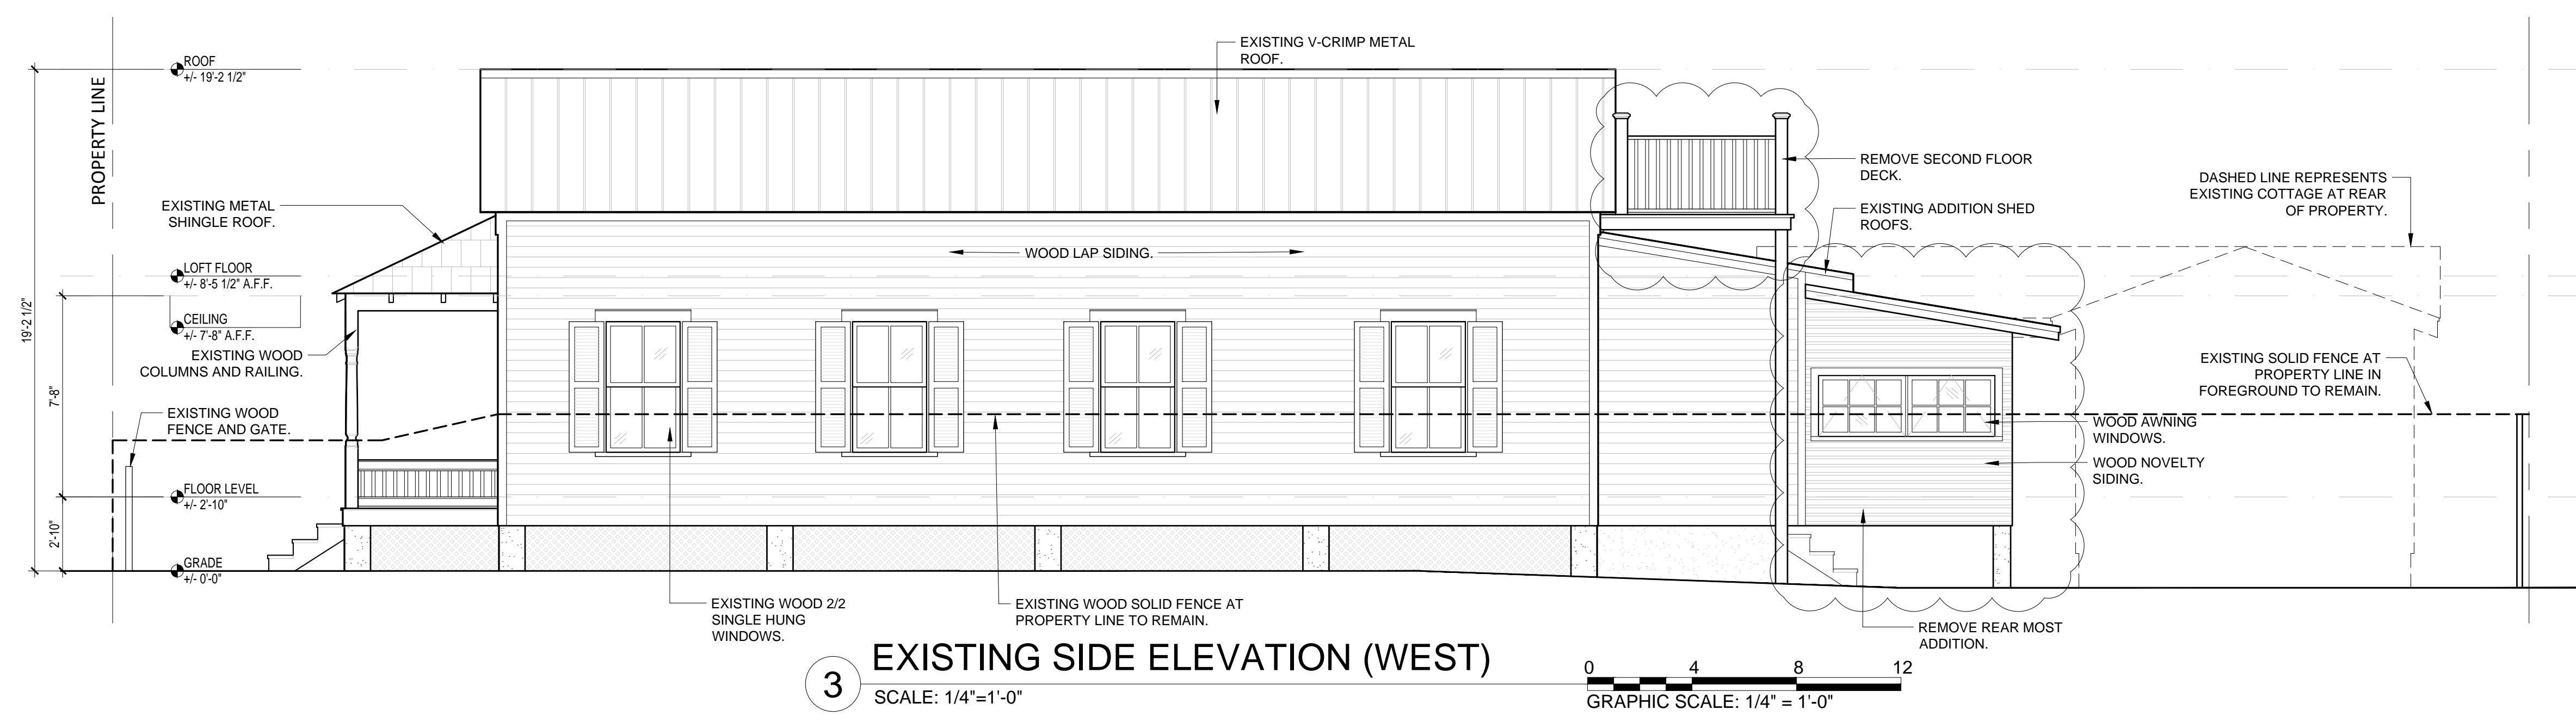 EXISTING V-CRIMP METAL
ROOF.
ROOF
+/- 19'-2 1/2"
PROPERTY LINE
REMOVE SECOND FLOOR
DECK.
DASHED LINE REPRESENTS
EXISTING COTTAGE AT REAR
OF PROPERTY.
EXISTING METAL
SHINGLE ROOF.
EXISTING ADDITION SHED
ROOFS.
WOOD LAP SIDING.
LOFT FLOOR
+/- 8'-5 1/2" A.F.F.
19'-2 1/2"
CEILING
+/- 7'-8" A.F.F.
EXISTING WOOD
COLUMNS AND RAILING.
EXISTING SOLID FENCE AT
PROPERTY LINE IN
FOREGROUND TO REMAIN.
7'-8"
EXISTING WOOD
FENCE AND GATE.
WOOD AWNING
WINDOWS.
WOOD NOVELTY
SIDING.
FLOOR LEVEL
+/- 2'-10"
2'-10"
GRADE
+/- 0'-0"
EXISTING WOOD 2/2
SINGLE HUNG
WINDOWS.
EXISTING WOOD SOLID FENCE AT
PROPERTY LINE TO REMAIN.
REMOVE REAR MOST
ADDITION.
3
EXISTING SIDE ELEVATION (WEST)
SCALE: 1/4"=1'-0"
0 4 8 12
GRAPHIC SCALE: 1/4" = 1'-0"